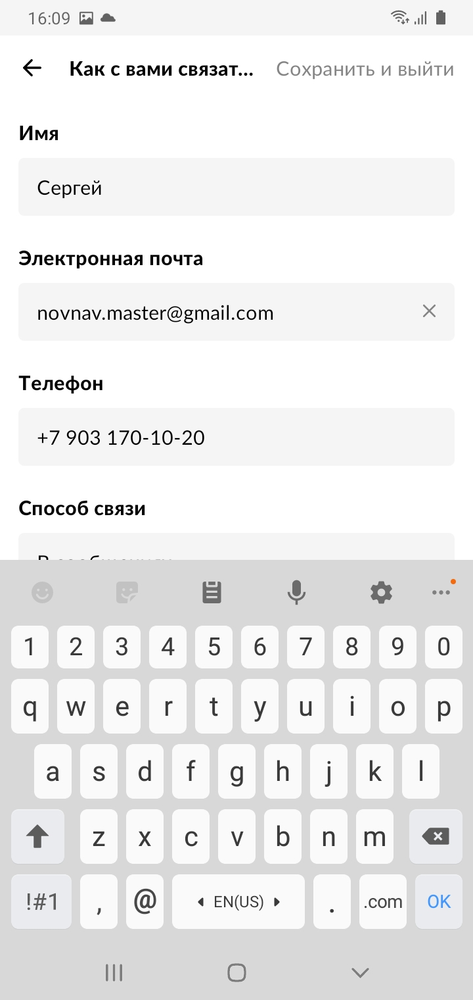 16:09
Как с вами связат... Сохранить и выйти
Имя
Сергей
Электронная почта
novnav.master@gmail.com
Телефон
+7 903 170-10-20
Способ связи
1 2 3 4 5 6 7 8 9 0
q w e r t y u i o p
a s d f g h j k l
z x c v b n m
!#1 , @ EN(US) . .com OK